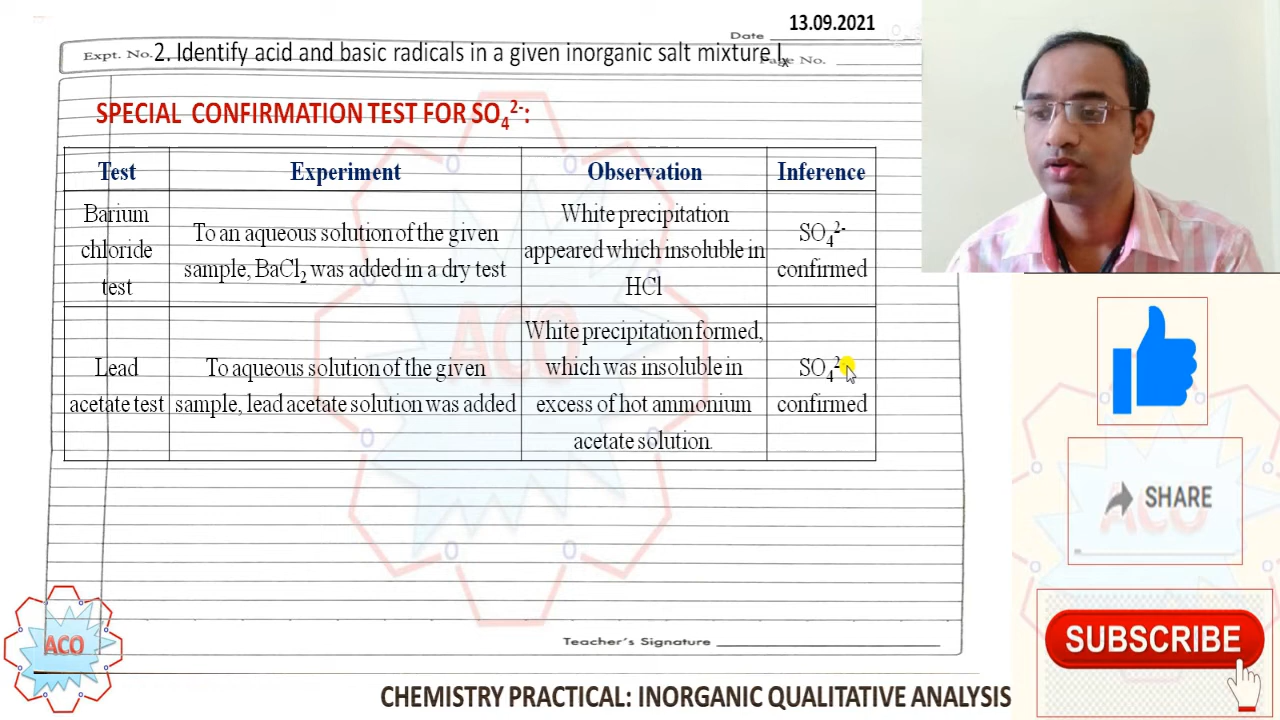 13.09.2021
Date
Expt. No. 2. Identify acid and basic radicals in a given inorganic salt mixture Ix
Page No.
SPECIAL CONFIRMATION TEST FOR SO₄²⁻:
Test Experiment Observation Inference
Barium
chloride
test
To an aqueous solution of the given
sample, BaCl₂ was added in a dry test
White precipitation
appeared which insoluble in
HCl
SO₄²⁻
confirmed
Lead
acetate test
To aqueous solution of the given
sample, lead acetate solution was added
White precipitation formed,
which was insoluble in
excess of hot ammonium
acetate solution.
SO₄²
confirmed
ACO
Teacher's Signature
ACO
CHEMISTRY PRACTICAL: INORGANIC QUALITATIVE ANALYSIS
SHARE
ACO
SUBSCRIBE